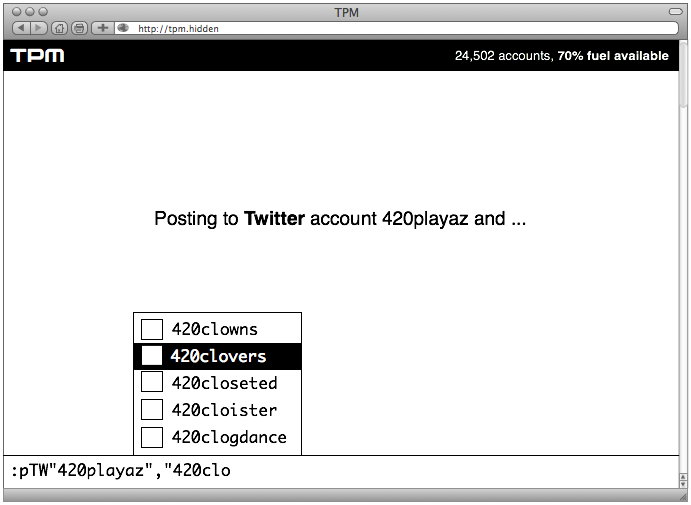 TPM
http://tpm.hidden
TPM
24,502 accounts, 70% fuel available
Posting to Twitter account 420playaz and ...
420clowns
420clovers
420closeted
420cloister
420clogdance
:pTW"420playaz","420clo